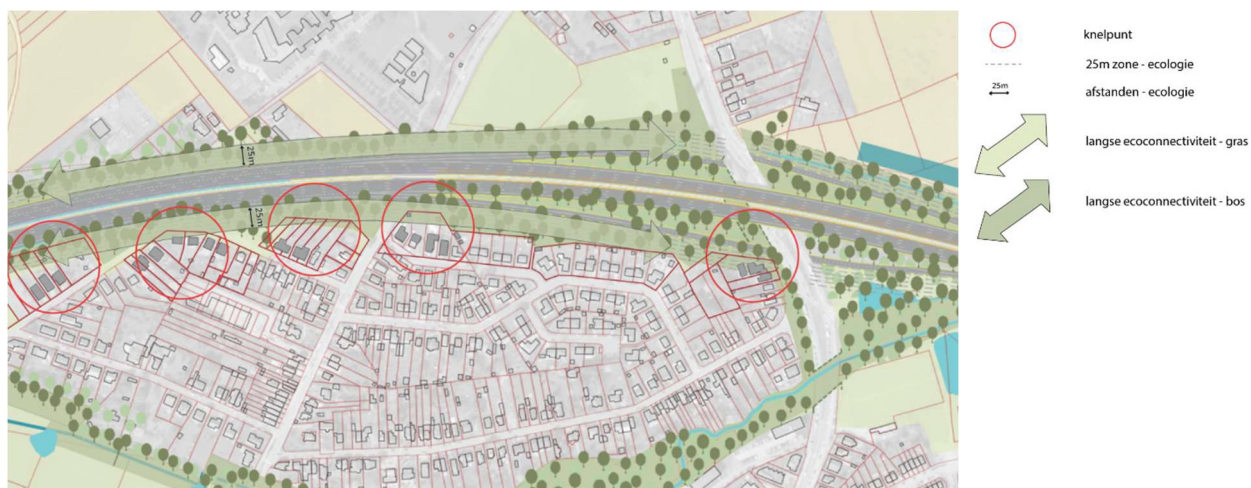 25m
25m
knelpunt
25m zone - ecologie
25m
afstanden - ecologie
langse ecoconnectiviteit - gras
langse ecoconnectiviteit - bos